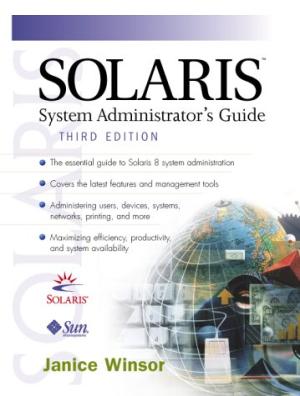 SOLARIS™
System Administrator's Guide
THIRD EDITION
The essential guide to Solaris 8 system administration
Covers the latest features and management tools
Administering users, devices, systems,
networks, printing, and more
Maximizing efficiency, productivity,
and system availability
SOLARIS
SOLARIS
Sun
Janice Winsor